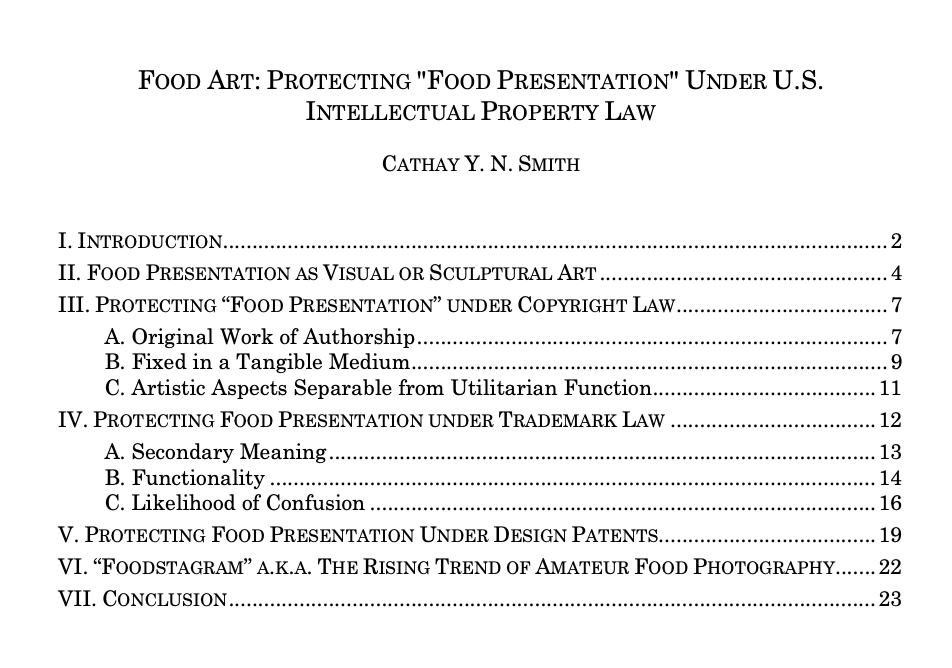 FOOD ART: PROTECTING "FOOD PRESENTATION" UNDER U.S.
INTELLECTUAL PROPERTY LAW
CATHAY Y. N. SMITH
I. INTRODUCTION................................................................................................................2
II. FOOD PRESENTATION AS VISUAL OR SCULPTURAL ART ................................................4
III. PROTECTING “FOOD PRESENTATION” UNDER COPYRIGHT LAW...................................7
A. Original Work of Authorship...............................................................................7
B. Fixed in a Tangible Medium................................................................................9
C. Artistic Aspects Separable from Utilitarian Function......................................11
IV. PROTECTING FOOD PRESENTATION UNDER TRADEMARK LAW ..................................12
A. Secondary Meaning.............................................................................................13
B. Functionality ......................................................................................................14
C. Likelihood of Confusion .....................................................................................16
V. PROTECTING FOOD PRESENTATION UNDER DESIGN PATENTS.....................................19
VI. “FOODSTAGRAM” A.K.A. THE RISING TREND OF AMATEUR FOOD PHOTOGRAPHY.......22
VII. CONCLUSION.............................................................................................................23